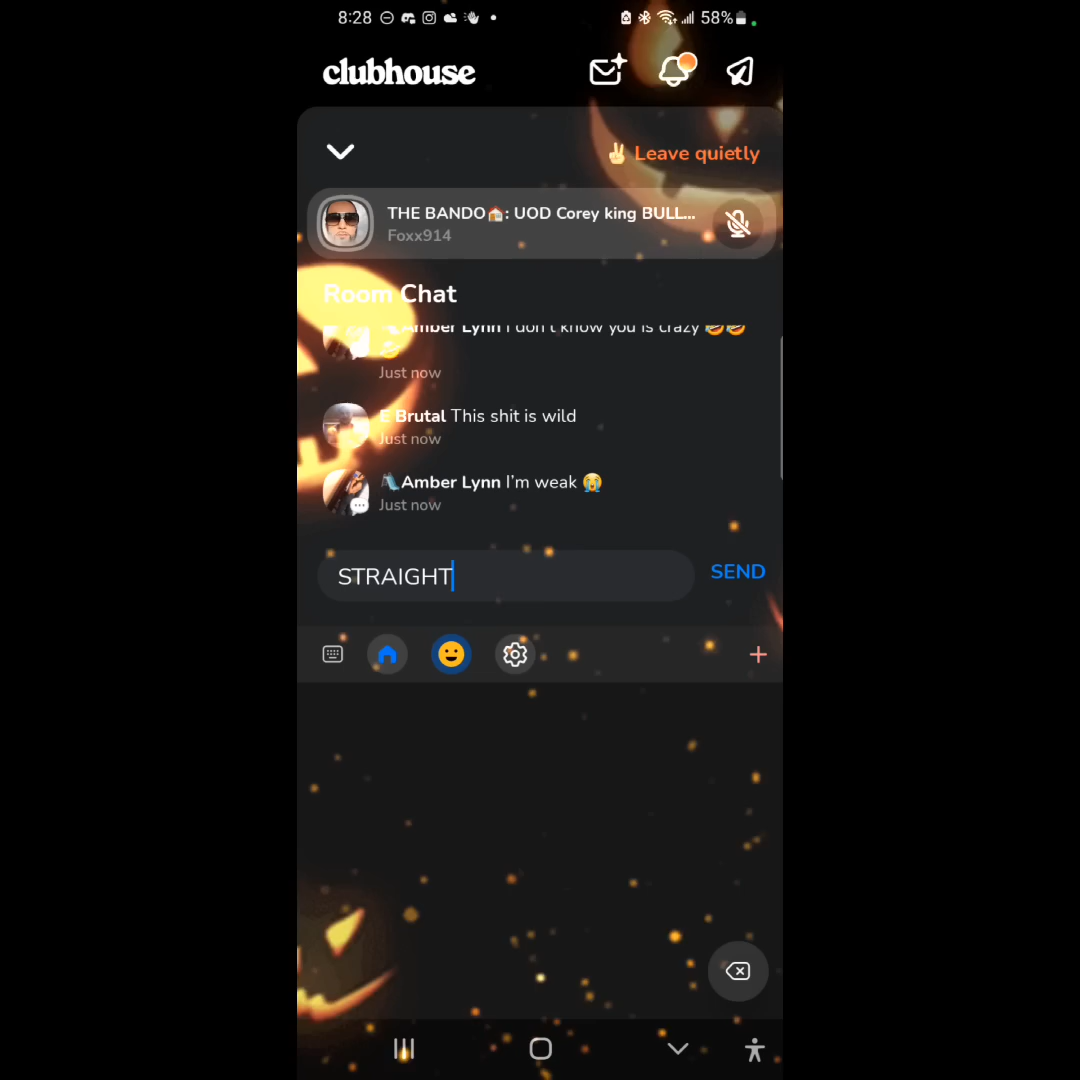 8:28
58%
clubhouse
✌ Leave quietly
THE BANDO🏠: UOD Corey king BULL...
Foxx914
Room Chat
Amber Lynn I don't know you is crazy 🤣🤣
🤣
Just now
E Brutal This shit is wild
Just now
Amber Lynn I'm weak 😭
Just now
STRAIGHT
SEND